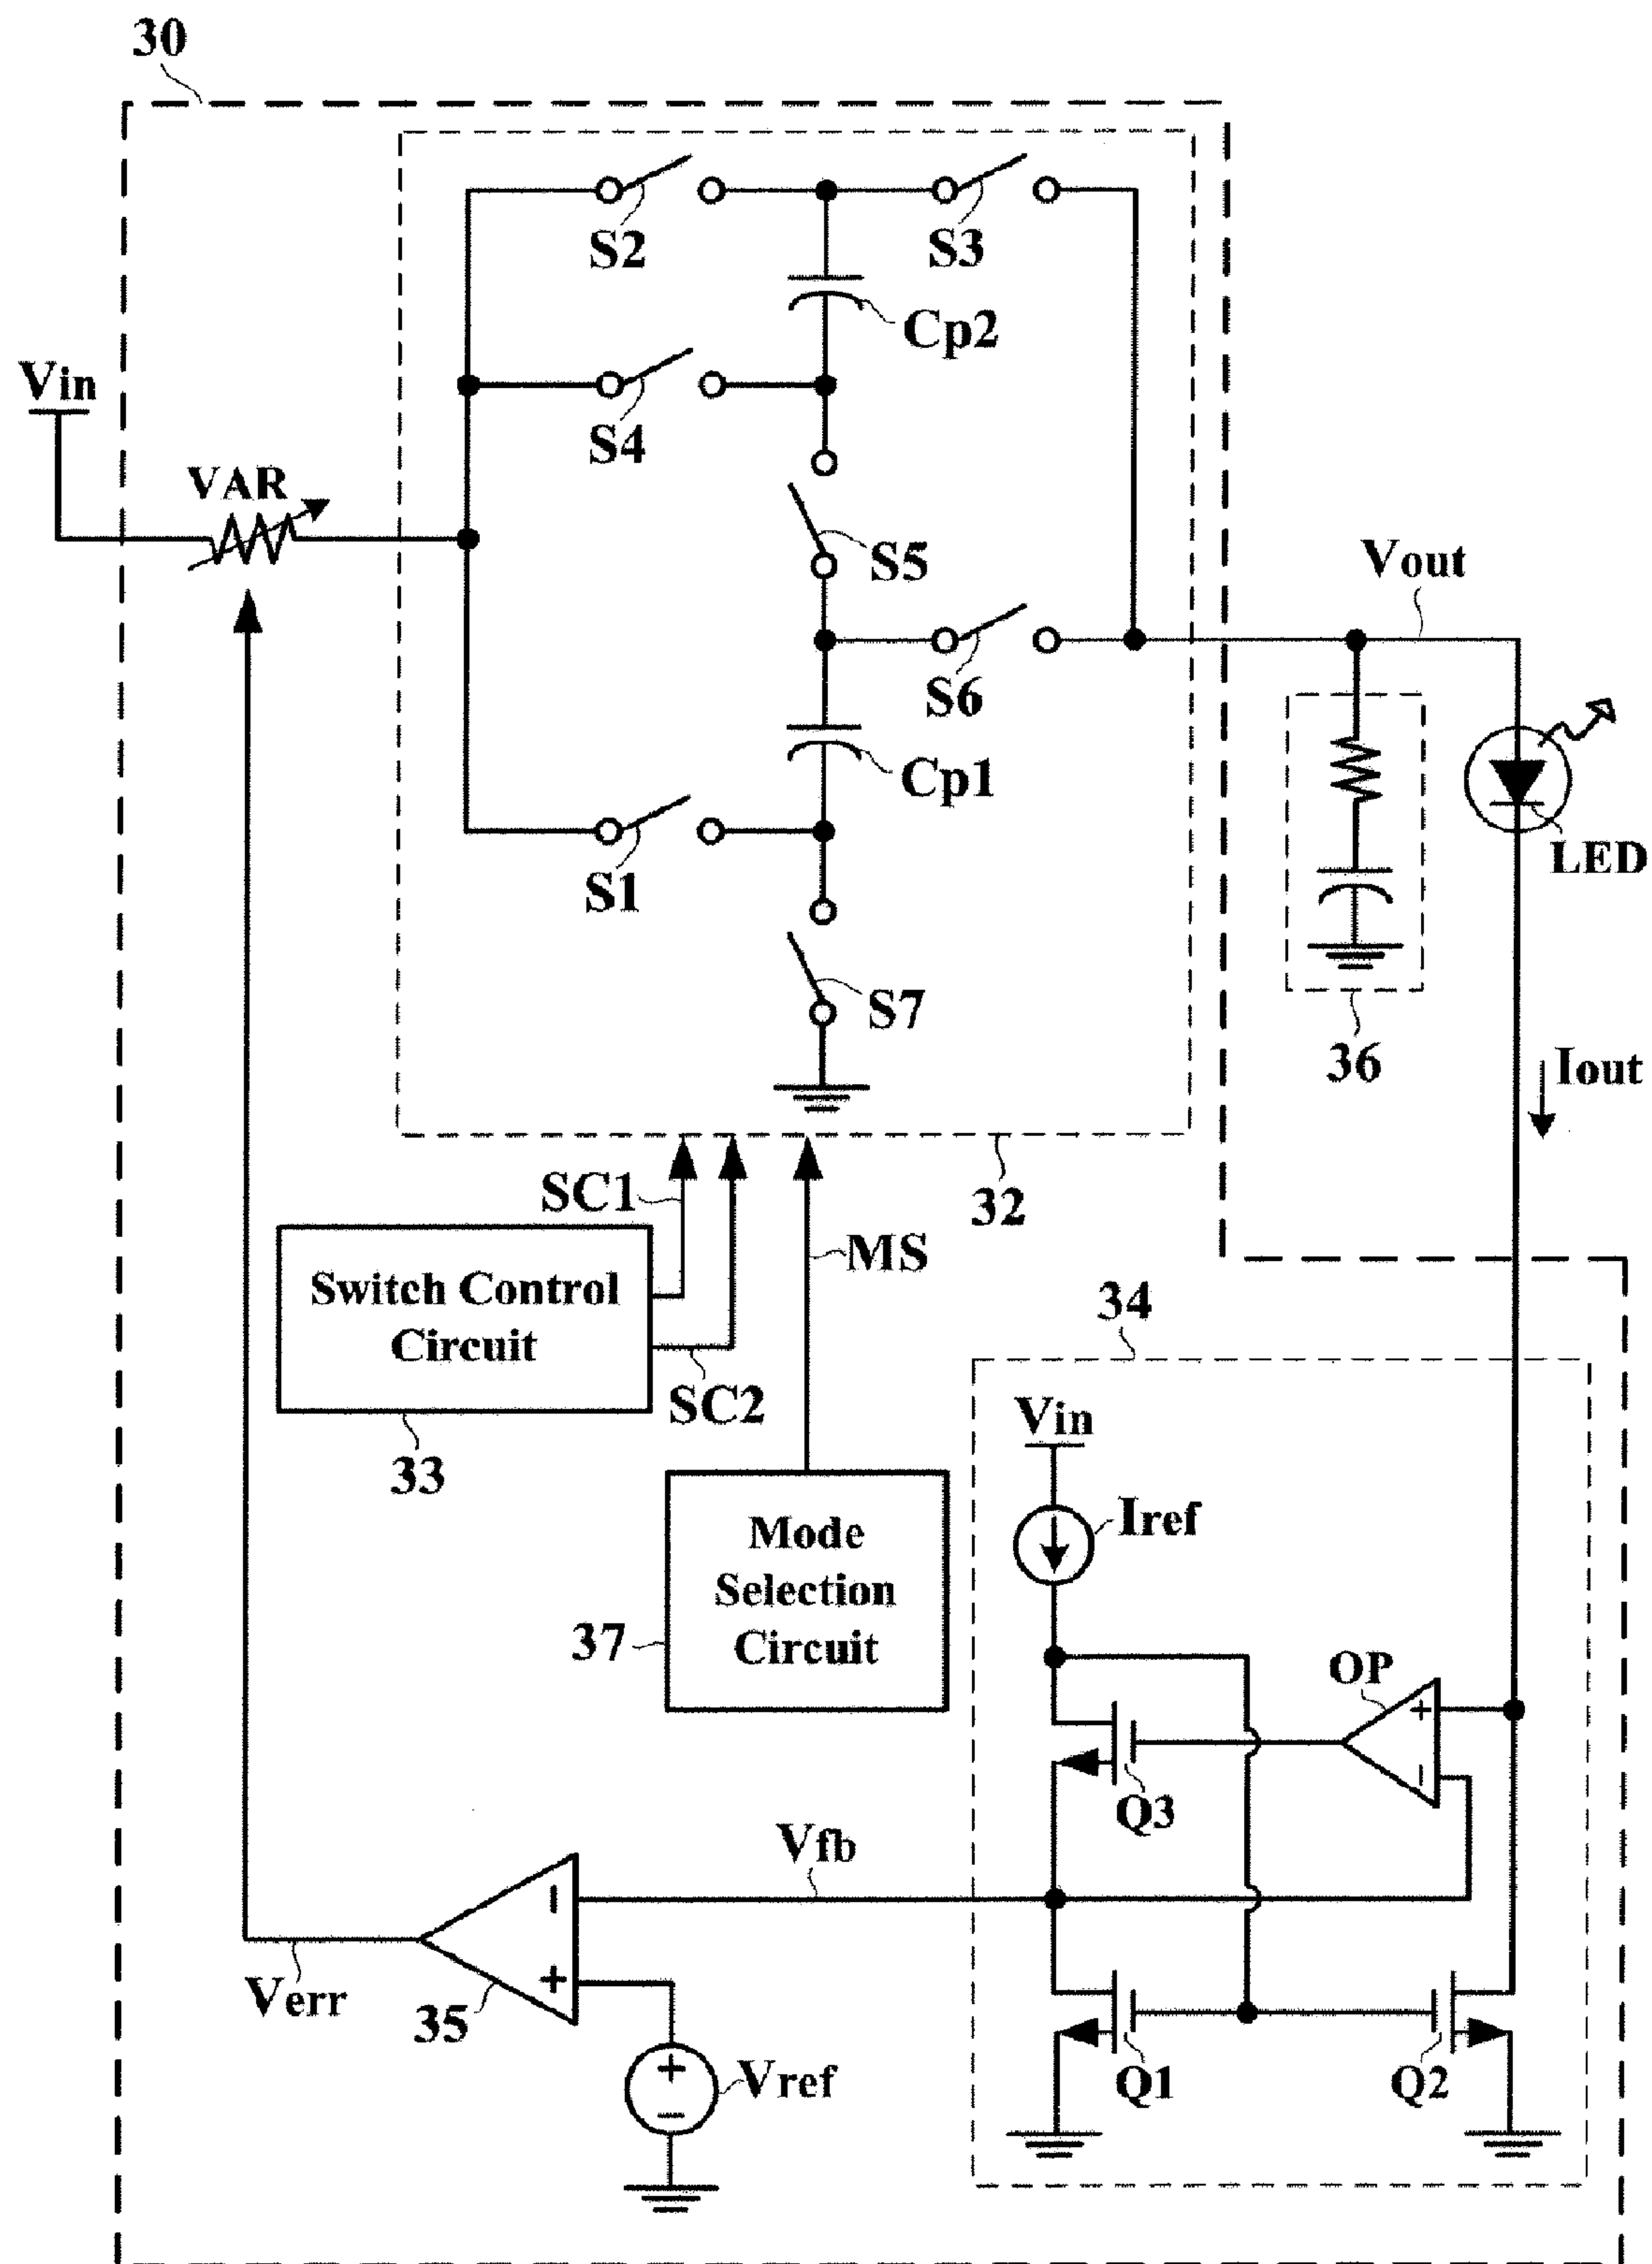 30
S2
S3
Cp2
Vin
S4
VAR
S5
Vout
S6
Cp1
LED
S1
S7
36
Iout
SC1
32
MS
Switch Control
Circuit
34
SC2
Vin
33
Iref
Mode
Selection
Circuit
37
OP
+
−
Q3
Vfb
−
+
Verr
35
+
−
Vref
Q1
Q2